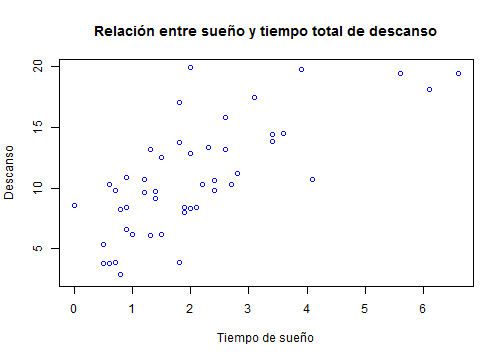 Relación entre sueño y tiempo total de descanso
Descanso
20
15
10
5
0 1 2 3 4 5 6
Tiempo de sueño